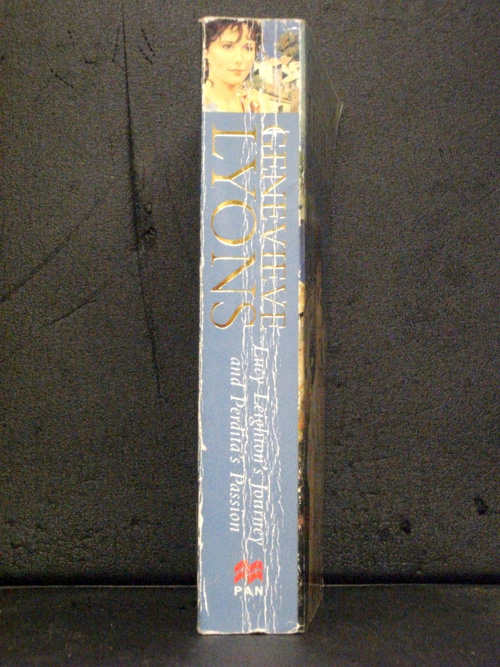 GENEVIEVE
LYONS
Lucy Leighton's Journey
and Perdita's Passion
PAN